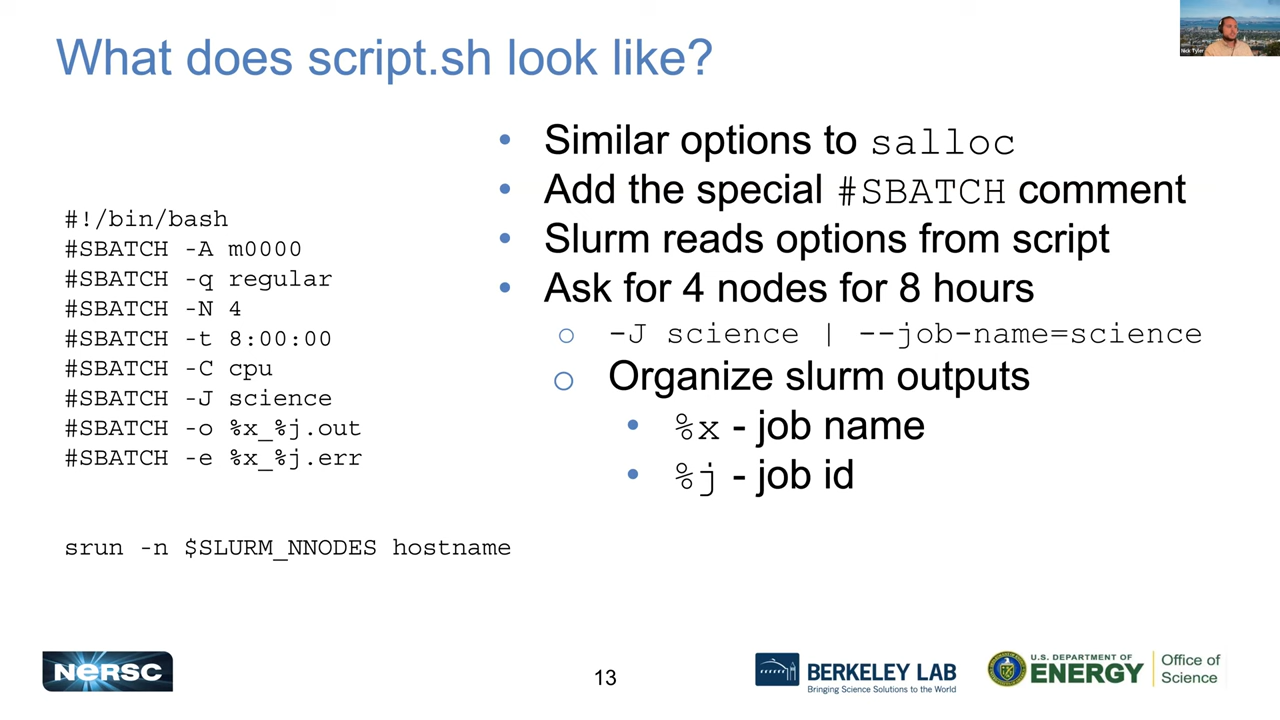 What does script.sh look like?
Nick Tyler
#!/bin/bash
#SBATCH -A m0000
#SBATCH -q regular
#SBATCH -N 4
#SBATCH -t 8:00:00
#SBATCH -C cpu
#SBATCH -J science
#SBATCH -o %x_%j.out
#SBATCH -e %x_%j.err
srun -n $SLURM_NNODES hostname
• Similar options to salloc
• Add the special #SBATCH comment
• Slurm reads options from script
• Ask for 4 nodes for 8 hours
○ -J science | --job-name=science
○ Organize slurm outputs
• %x - job name
• %j - job id
NERSC
13
BERKELEY LAB
Bringing Science Solutions to the World
U.S. DEPARTMENT OF
ENERGY
Office of
Science